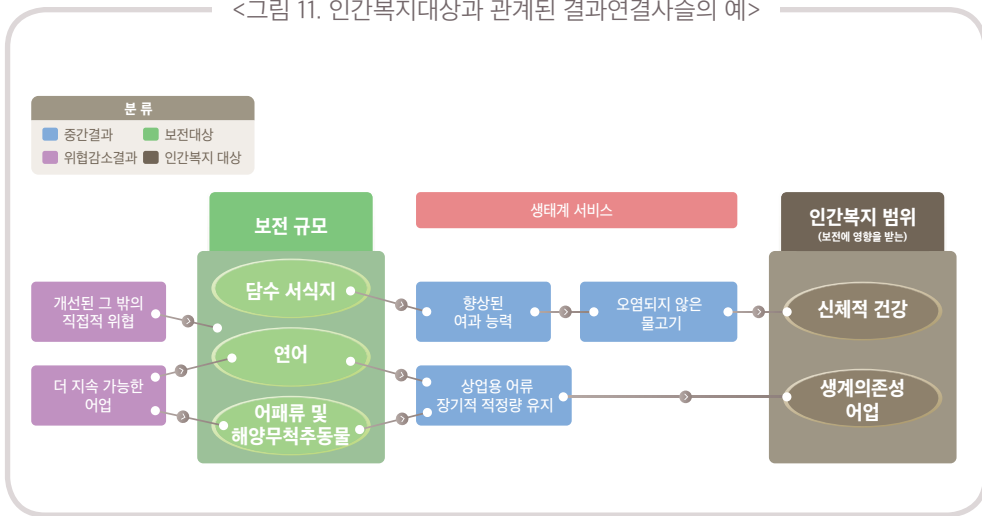 <그림 11. 인간복지대상과 관계된 결과연결사슬의 예>
분 류
중간결과
보전대상
위협감소결과
인간복지 대상
보전 규모
생태계 서비스
인간복지 범위
(보전에 영향을 받는)
개선된 그 밖의
직접적 위협
더 지속 가능한
어업
담수 서식지
연어
어패류 및
해양무척추동물
향상된
여과 능력
오염되지 않은
물고기
상업용 어류
장기적 적정량 유지
신체적 건강
생계의존성
어업